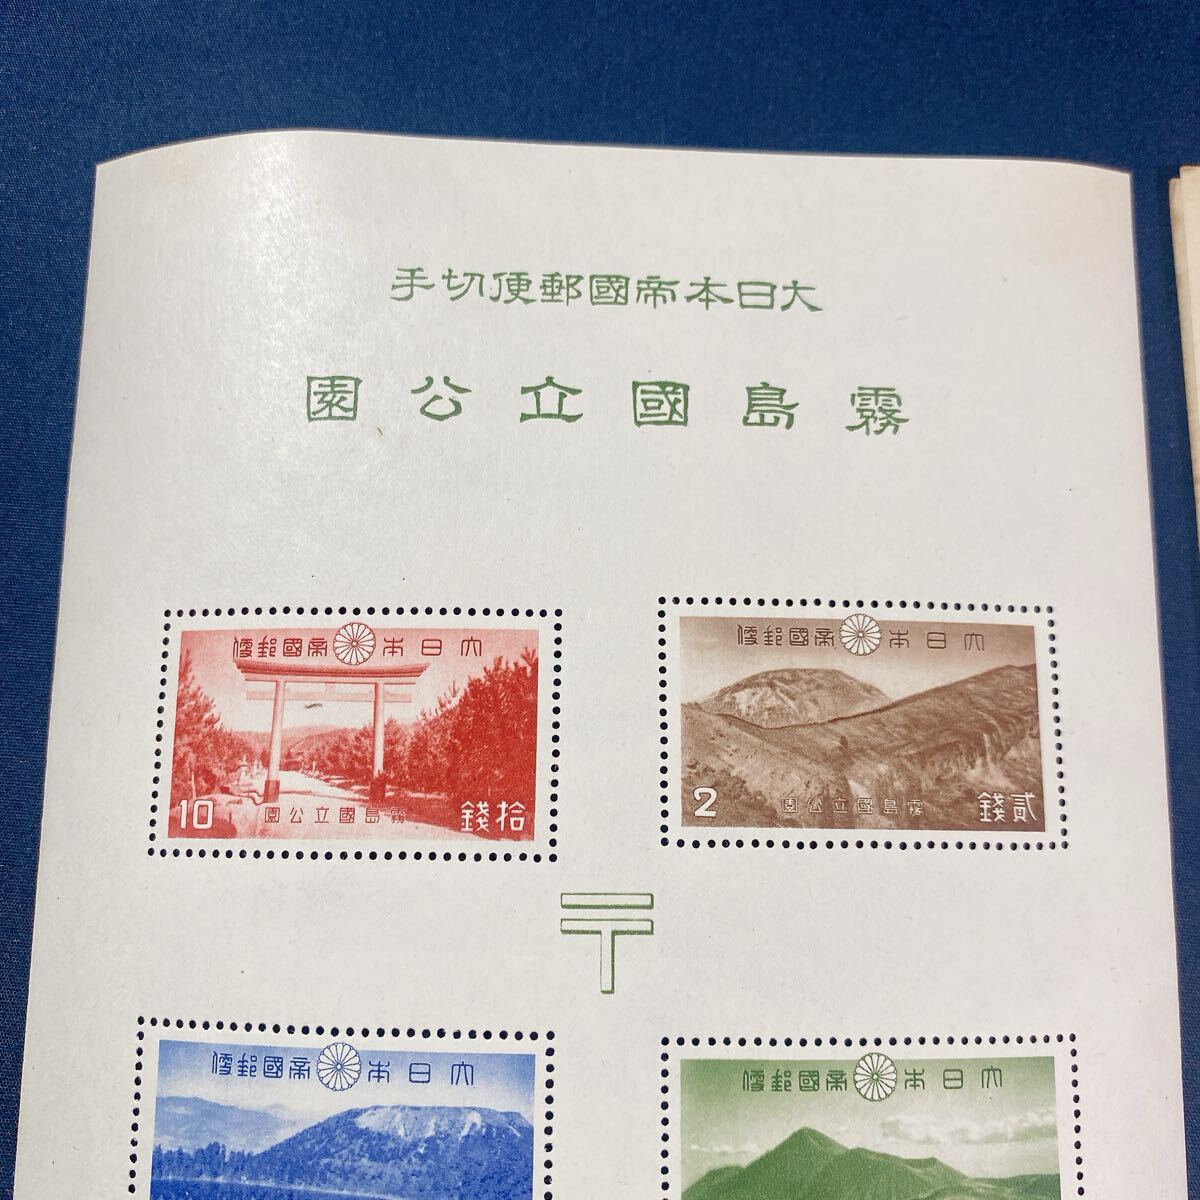 大日本帝國郵便切手
霧島國立公園
大日本帝國郵便
10
霧島國立公園
拾錢
大日本帝國郵便
2
霧島國立公園
貳錢
〒
大日本帝國郵便
大日本帝國郵便